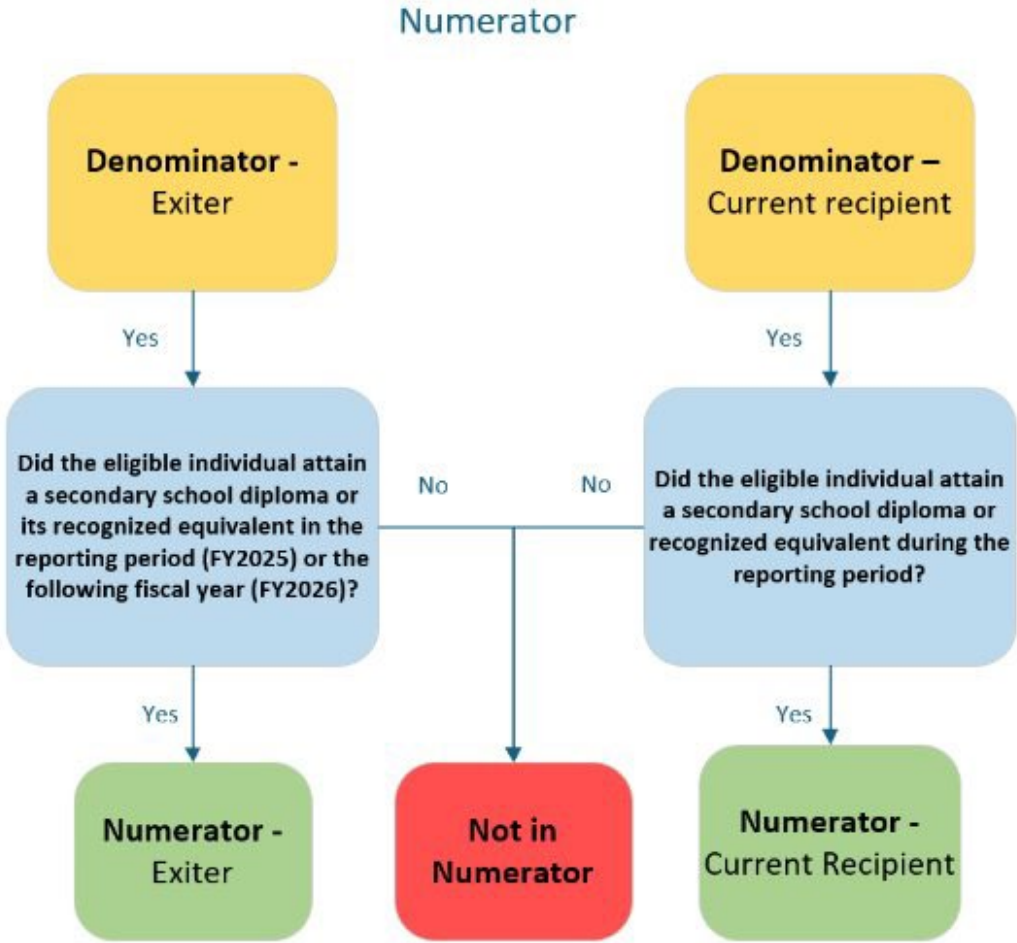 Numerator
Denominator -
Exiter
Denominator –
Current recipient
Yes
Yes
Did the eligible individual attain
a secondary school diploma or
its recognized equivalent in the
reporting period (FY2025) or the
following fiscal year (FY2026)?
No
No
Did the eligible individual attain
a secondary school diploma or
recognized equivalent during the
reporting period?
Yes
Yes
Numerator -
Exiter
Not in
Numerator
Numerator -
Current Recipient